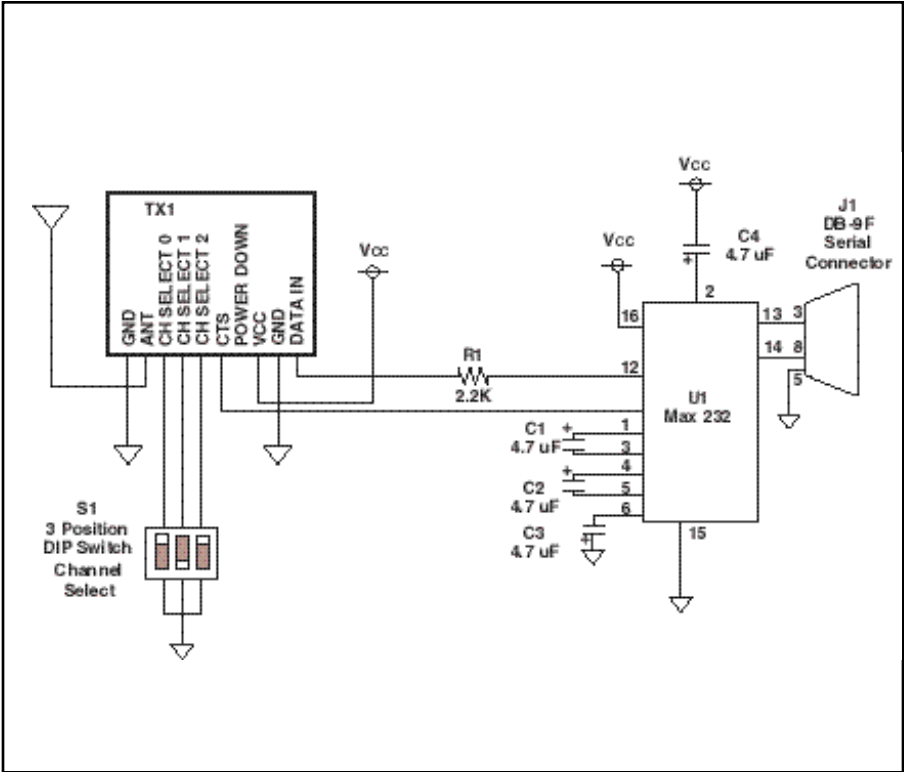 TX1
GND
ANT
CH SELECT 0
CH SELECT 1
CH SELECT 2
CTS
POWER DOWN
VCC
GND
DATA IN
Vcc
R1
2.2K
S1
3 Position
DIP Switch
Channel
Select
Vcc
Vcc
C4
4.7 uF
J1
DB-9F
Serial
Connector
2
16
13
3
14
8
5
12
U1
Max 232
C1
+
4.7 uF
1
3
C2
+
4.7 uF
4
5
C3
+
4.7 uF
6
15
+